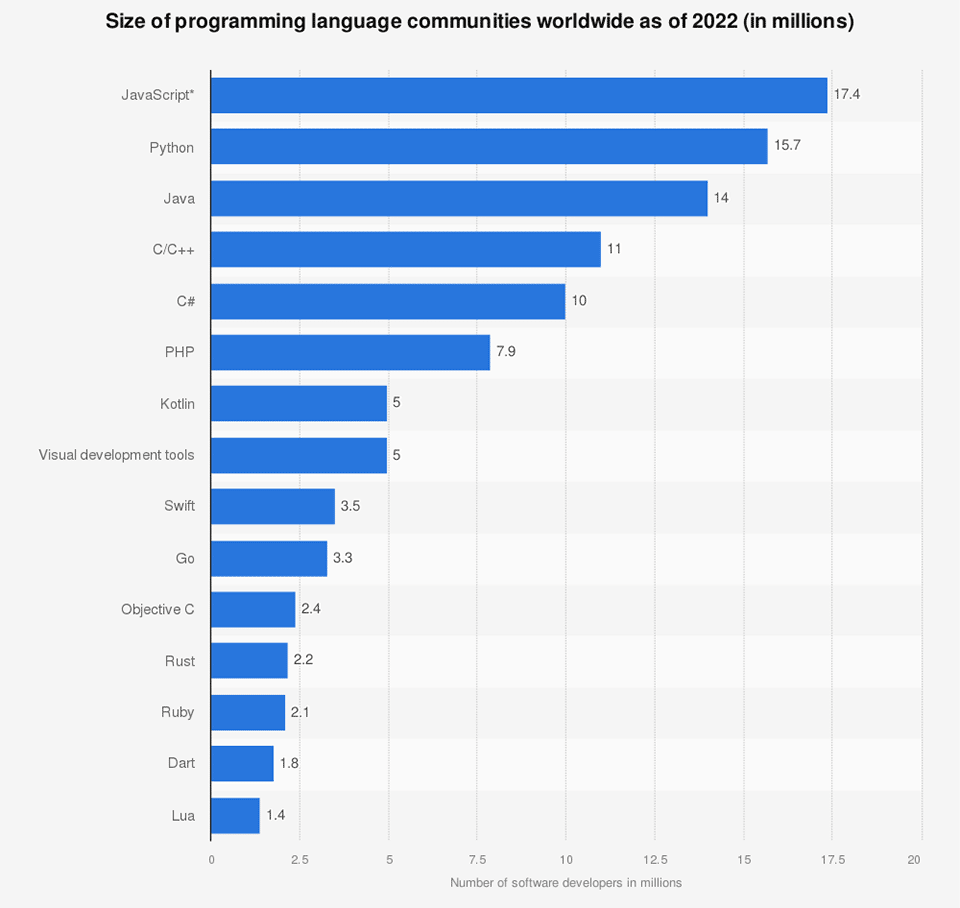 Size of programming language communities worldwide as of 2022 (in millions)
JavaScript* 17.4
Python 15.7
Java 14
C/C++ 11
C# 10
PHP 7.9
Kotlin 5
Visual development tools 5
Swift 3.5
Go 3.3
Objective C 2.4
Rust 2.2
Ruby 2.1
Dart 1.8
Lua 1.4
0 2.5 5 7.5 10 12.5 15 17.5 20
Number of software developers in millions